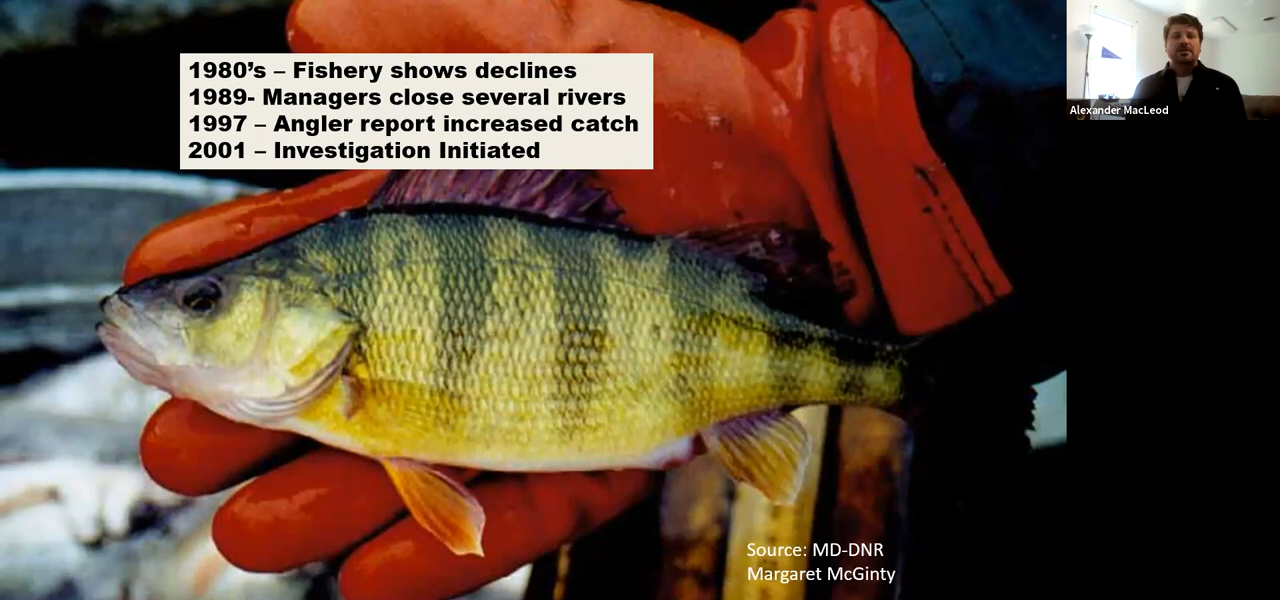 1980’s – Fishery shows declines
1989- Managers close several rivers
1997 – Angler report increased catch
2001 – Investigation Initiated
Alexander MacLeod
Source: MD-DNR
Margaret McGinty